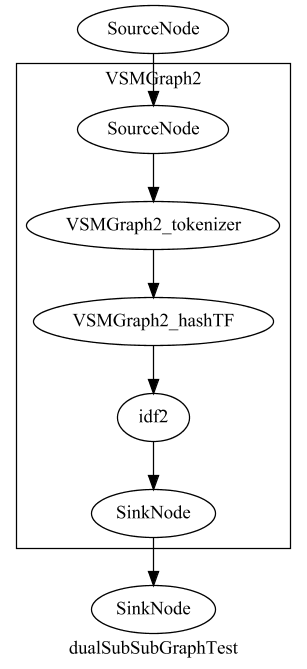 SourceNode
VSMGraph2
SourceNode
VSMGraph2_tokenizer
VSMGraph2_hashTF
idf2
SinkNode
SinkNode
dualSubSubGraphTest